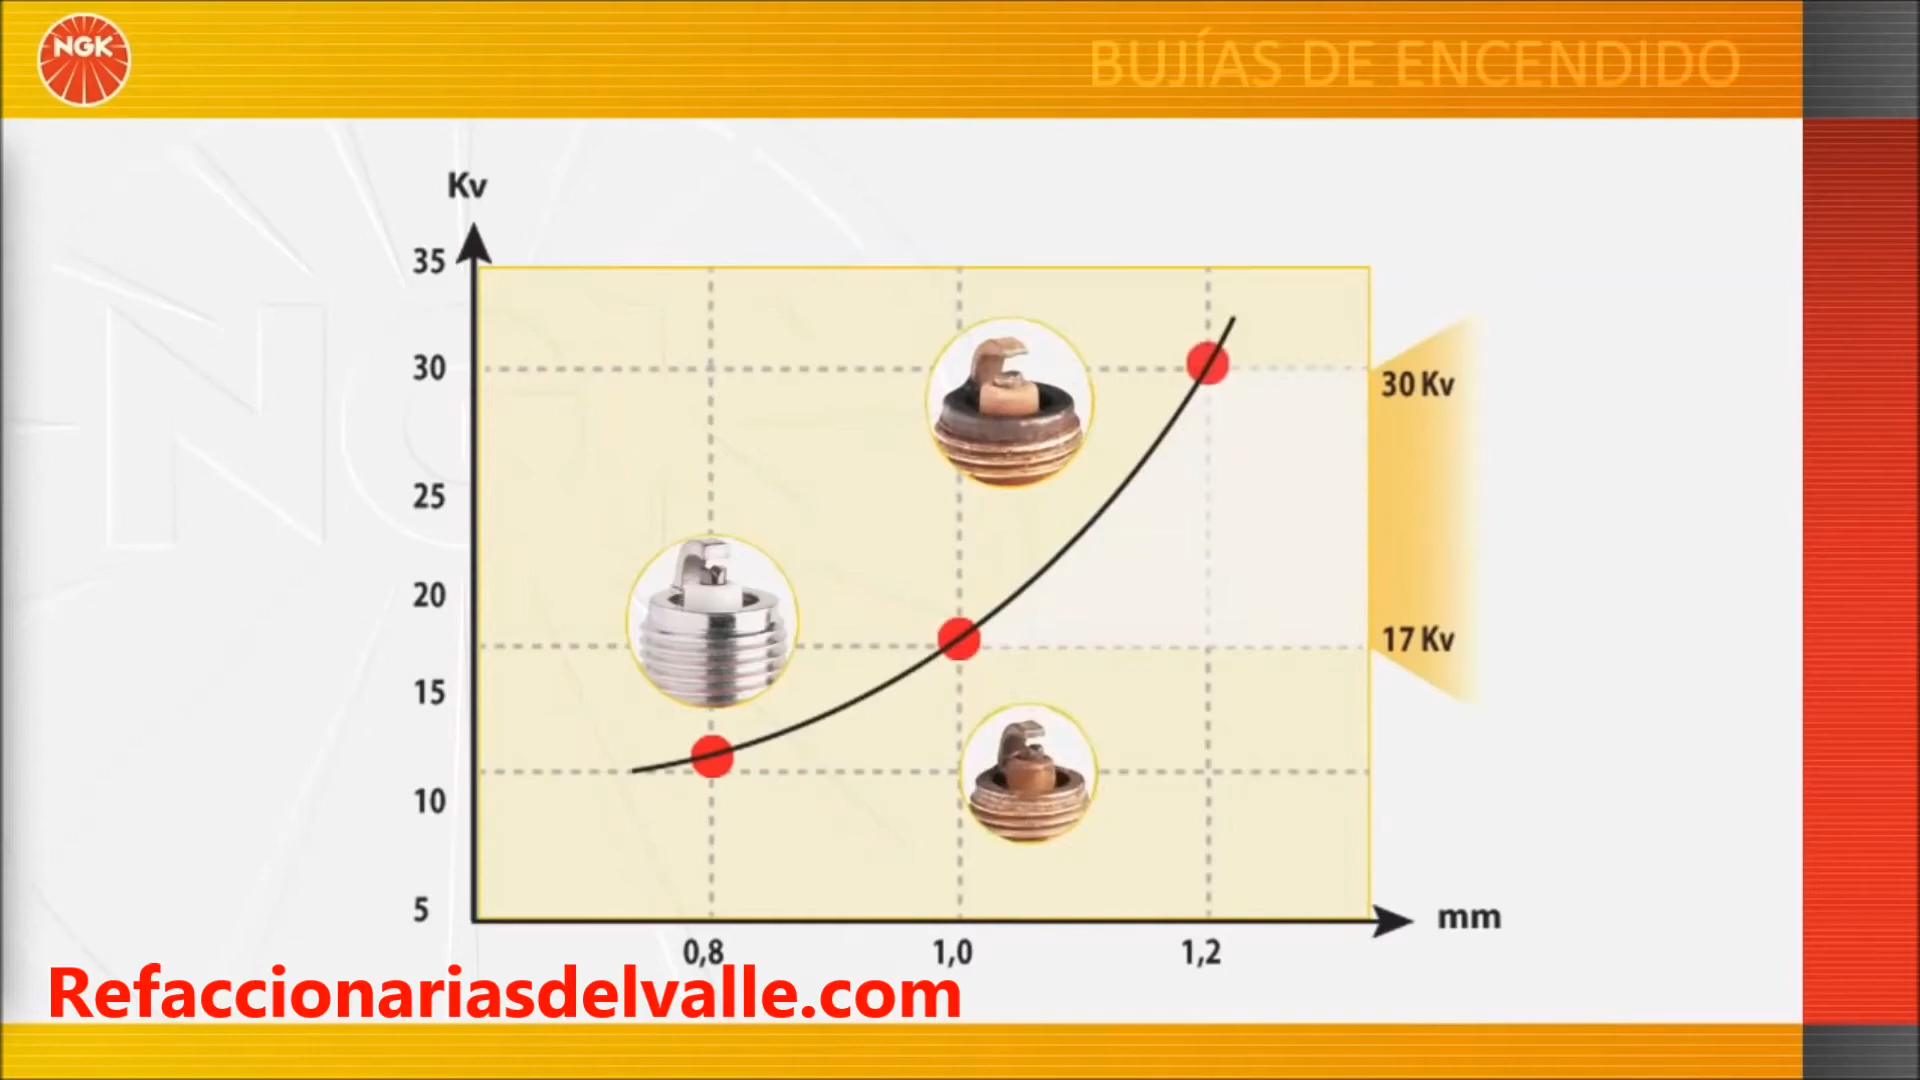 NGK
BUJÍAS DE ENCENDIDO
Kv
35
30
25
20
15
10
5
30 Kv
17 Kv
mm
0,8
1,0
1,2
Refaccionariasdelvalle.com